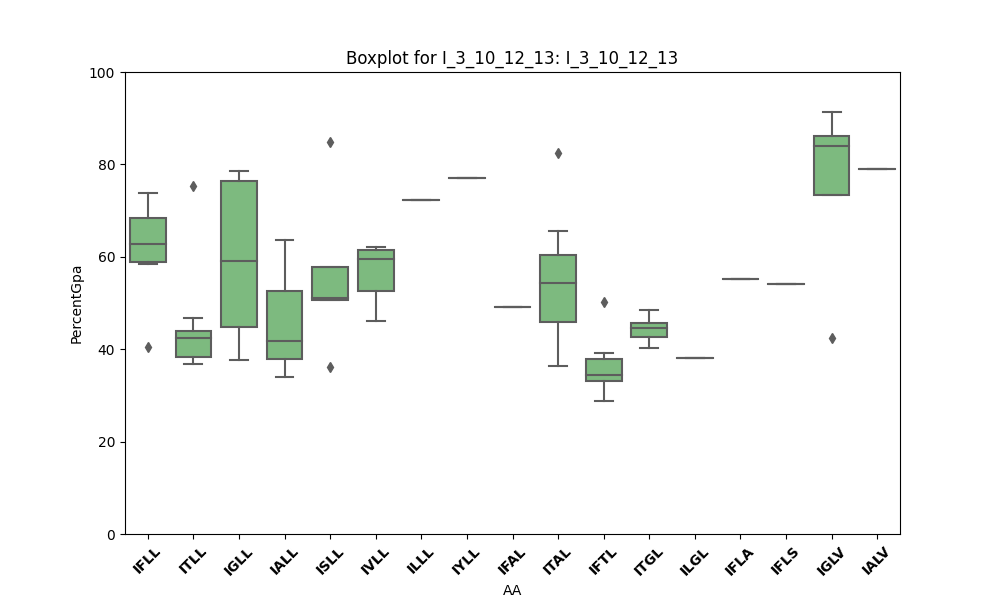 Boxplot for I_3_10_12_13: I_3_10_12_13
100
80
60
40
20
0
PercentGpa
IFLL ITLL IGLL IALL ISLL IVLL ILLL IYLL IFAL ITAL IFTL ITGL ILGL IFLA IFLS IGLV IALV
AA